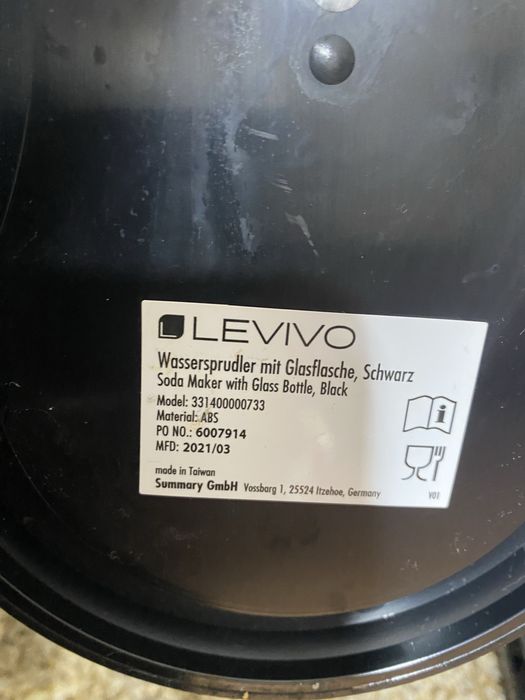 LEVIVO
Wassersprudler mit Glasflasche, Schwarz
Soda Maker with Glass Bottle, Black
Model: 331400000733
Material: ABS
PO NO.: 6007914
MFD: 2021/03
made in Taiwan
Summary GmbH Vossbarg 1, 25524 Itzehoe, Germany
V01